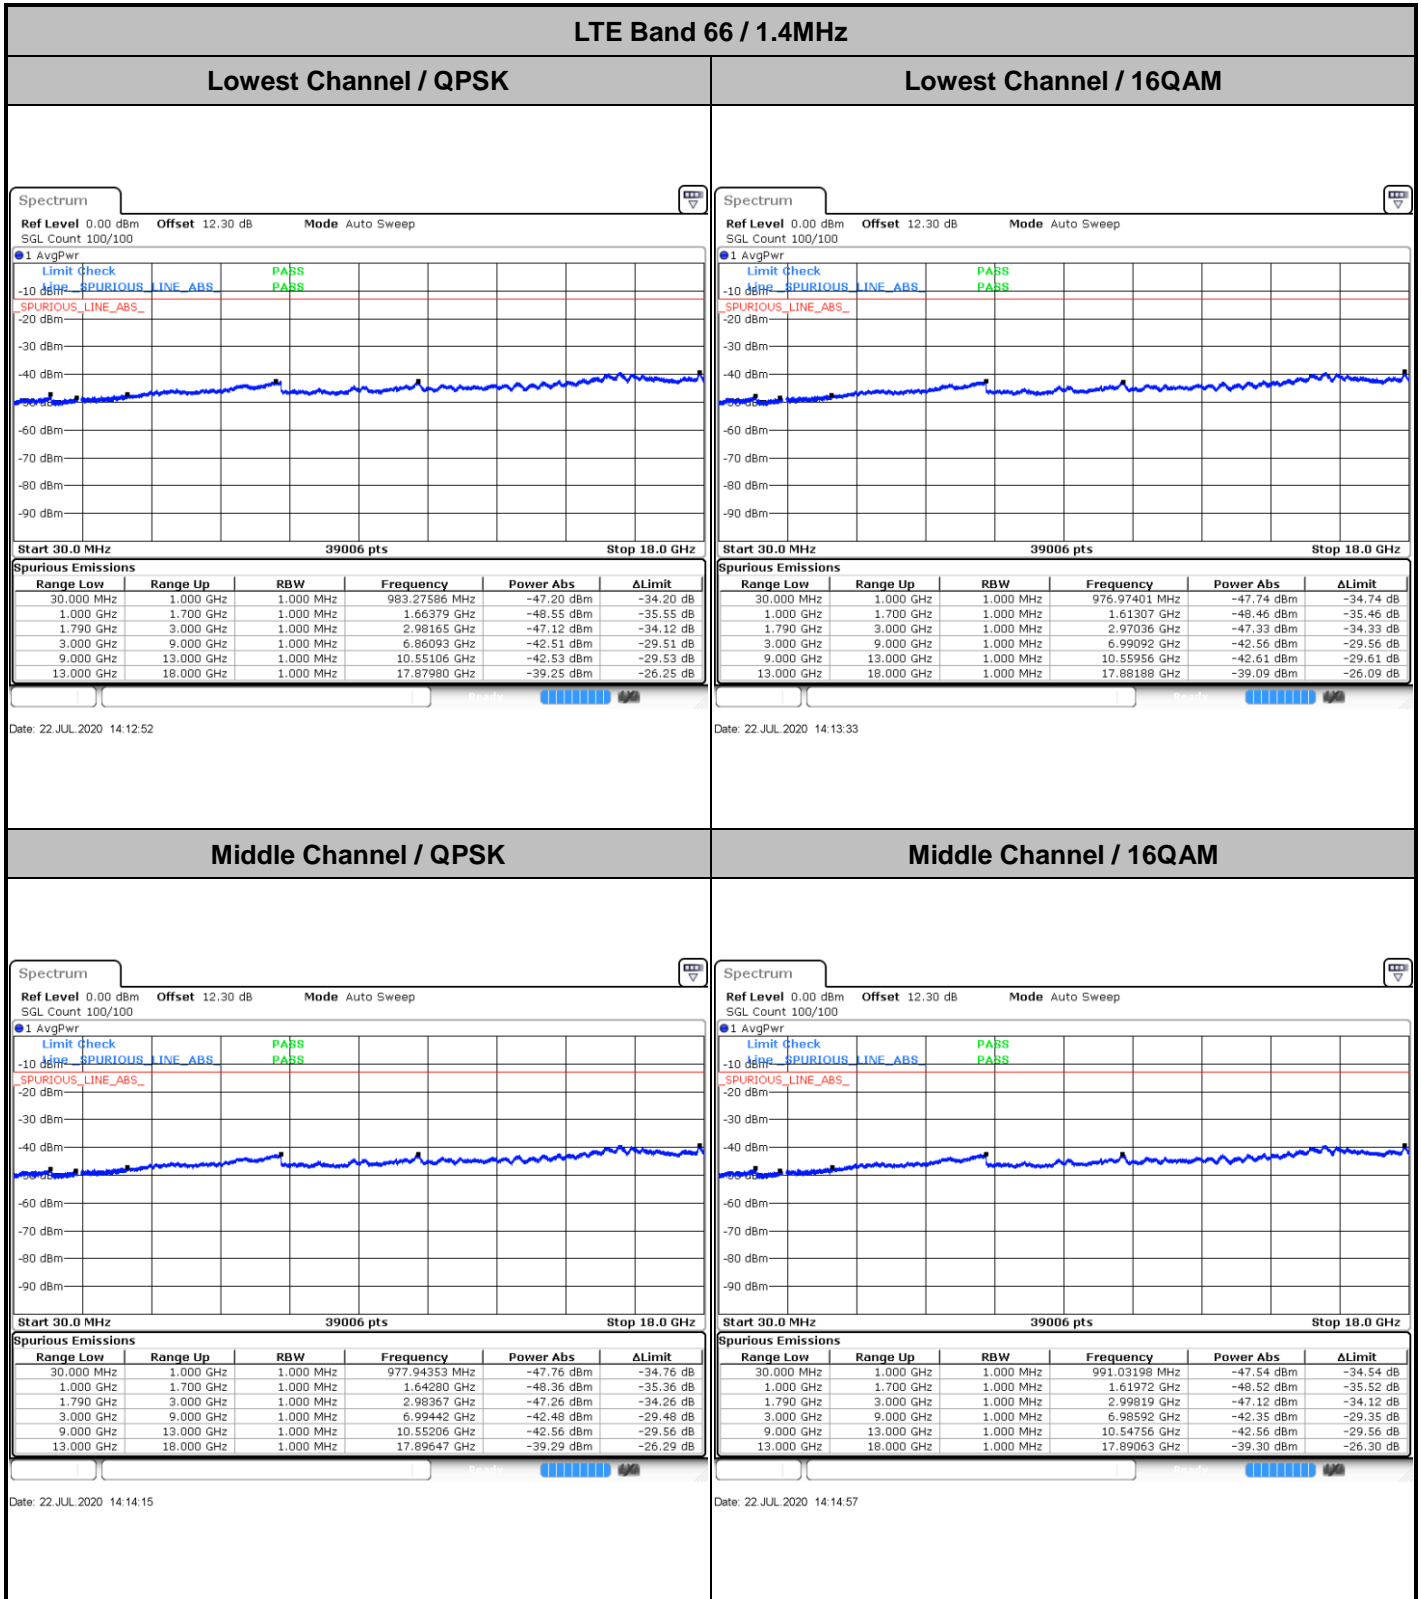 LTE Band 66 / 1.4MHz
Lowest Channel / QPSK
Lowest Channel / 16QAM
Spectrum
Ref Level 0.00 dBm Offset 12.30 dB Mode Auto Sweep
SGL Count 100/100
1 AvgPwr
Limit Check PASS
Line _SPURIOUS_LINE_ABS_ PASS
-10 dBm
_SPURIOUS_LINE_ABS_
-20 dBm
-30 dBm
-40 dBm
-50 dBm
-60 dBm
-70 dBm
-80 dBm
-90 dBm
Start 30.0 MHz 39006 pts Stop 18.0 GHz
Spurious Emissions
Range Low Range Up RBW Frequency Power Abs ΔLimit
30.000 MHz 1.000 GHz 1.000 MHz 983.27586 MHz -47.20 dBm -34.20 dB
1.000 GHz 1.700 GHz 1.000 MHz 1.66379 GHz -48.55 dBm -35.55 dB
1.790 GHz 3.000 GHz 1.000 MHz 2.98165 GHz -47.12 dBm -34.12 dB
3.000 GHz 9.000 GHz 1.000 MHz 6.86093 GHz -42.51 dBm -29.51 dB
9.000 GHz 13.000 GHz 1.000 MHz 10.55106 GHz -42.53 dBm -29.53 dB
13.000 GHz 18.000 GHz 1.000 MHz 17.87980 GHz -39.25 dBm -26.25 dB
Date: 22.JUL.2020 14:12:52
Spectrum
Ref Level 0.00 dBm Offset 12.30 dB Mode Auto Sweep
SGL Count 100/100
1 AvgPwr
Limit Check PASS
Line _SPURIOUS_LINE_ABS_ PASS
-10 dBm
_SPURIOUS_LINE_ABS_
-20 dBm
-30 dBm
-40 dBm
-50 dBm
-60 dBm
-70 dBm
-80 dBm
-90 dBm
Start 30.0 MHz 39006 pts Stop 18.0 GHz
Spurious Emissions
Range Low Range Up RBW Frequency Power Abs ΔLimit
30.000 MHz 1.000 GHz 1.000 MHz 976.97401 MHz -47.74 dBm -34.74 dB
1.000 GHz 1.700 GHz 1.000 MHz 1.61307 GHz -48.46 dBm -35.46 dB
1.790 GHz 3.000 GHz 1.000 MHz 2.97036 GHz -47.33 dBm -34.33 dB
3.000 GHz 9.000 GHz 1.000 MHz 6.99092 GHz -42.56 dBm -29.56 dB
9.000 GHz 13.000 GHz 1.000 MHz 10.55956 GHz -42.61 dBm -29.61 dB
13.000 GHz 18.000 GHz 1.000 MHz 17.88188 GHz -39.09 dBm -26.09 dB
Ready
Date: 22.JUL.2020 14:13:33
Middle Channel / QPSK
Middle Channel / 16QAM
Spectrum
Ref Level 0.00 dBm Offset 12.30 dB Mode Auto Sweep
SGL Count 100/100
1 AvgPwr
Limit Check PASS
Line _SPURIOUS_LINE_ABS_ PASS
-10 dBm
_SPURIOUS_LINE_ABS_
-20 dBm
-30 dBm
-40 dBm
-50 dBm
-60 dBm
-70 dBm
-80 dBm
-90 dBm
Start 30.0 MHz 39006 pts Stop 18.0 GHz
Spurious Emissions
Range Low Range Up RBW Frequency Power Abs ΔLimit
30.000 MHz 1.000 GHz 1.000 MHz 977.94353 MHz -47.76 dBm -34.76 dB
1.000 GHz 1.700 GHz 1.000 MHz 1.64280 GHz -48.36 dBm -35.36 dB
1.790 GHz 3.000 GHz 1.000 MHz 2.98367 GHz -47.26 dBm -34.26 dB
3.000 GHz 9.000 GHz 1.000 MHz 6.99442 GHz -42.48 dBm -29.48 dB
9.000 GHz 13.000 GHz 1.000 MHz 10.55206 GHz -42.56 dBm -29.56 dB
13.000 GHz 18.000 GHz 1.000 MHz 17.89647 GHz -39.29 dBm -26.29 dB
Date: 22.JUL.2020 14:14:15
Spectrum
Ref Level 0.00 dBm Offset 12.30 dB Mode Auto Sweep
SGL Count 100/100
1 AvgPwr
Limit Check PASS
Line _SPURIOUS_LINE_ABS_ PASS
-10 dBm
_SPURIOUS_LINE_ABS_
-20 dBm
-30 dBm
-40 dBm
-50 dBm
-60 dBm
-70 dBm
-80 dBm
-90 dBm
Start 30.0 MHz 39006 pts Stop 18.0 GHz
Spurious Emissions
Range Low Range Up RBW Frequency Power Abs ΔLimit
30.000 MHz 1.000 GHz 1.000 MHz 991.03198 MHz -47.54 dBm -34.54 dB
1.000 GHz 1.700 GHz 1.000 MHz 1.61972 GHz -48.52 dBm -35.52 dB
1.790 GHz 3.000 GHz 1.000 MHz 2.99819 GHz -47.12 dBm -34.12 dB
3.000 GHz 9.000 GHz 1.000 MHz 6.98592 GHz -42.35 dBm -29.35 dB
9.000 GHz 13.000 GHz 1.000 MHz 10.54756 GHz -42.56 dBm -29.56 dB
13.000 GHz 18.000 GHz 1.000 MHz 17.89063 GHz -39.30 dBm -26.30 dB
Date: 22.JUL.2020 14:14:57